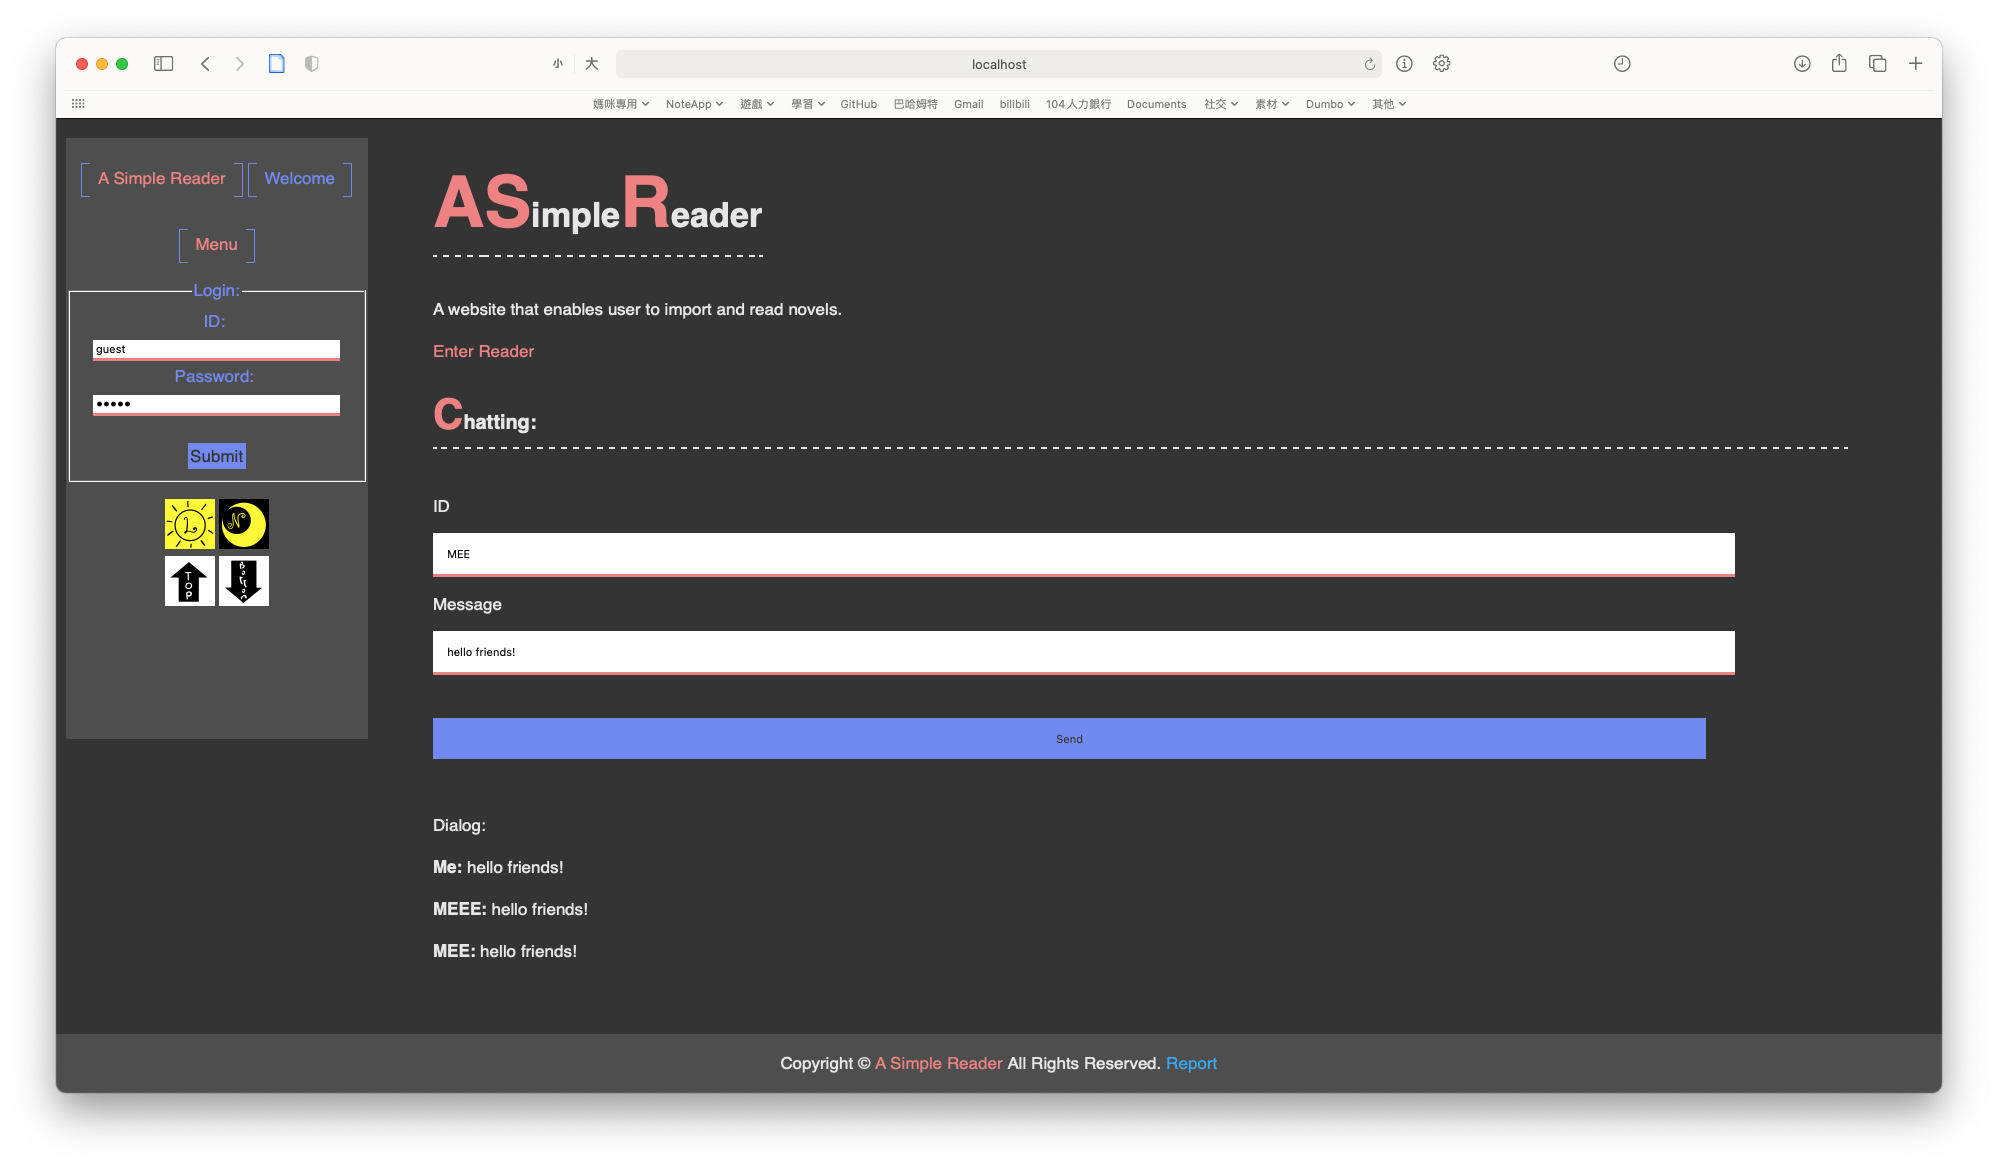 小 大 localhost
媽咪專用 NoteApp 遊戲 學習 GitHub 巴哈姆特 Gmail bilibili 104人力銀行 Documents 社交 素材 Dumbo 其他
A Simple Reader Welcome
Menu
Login:
ID:
guest
Password:
•••••
Submit
L N
TOP BOTTOM
ASimpleReader
A website that enables user to import and read novels.
Enter Reader
Chatting:
ID
MEE
Message
hello friends!
Send
Dialog:
Me: hello friends!
MEEE: hello friends!
MEE: hello friends!
Copyright © A Simple Reader All Rights Reserved. Report